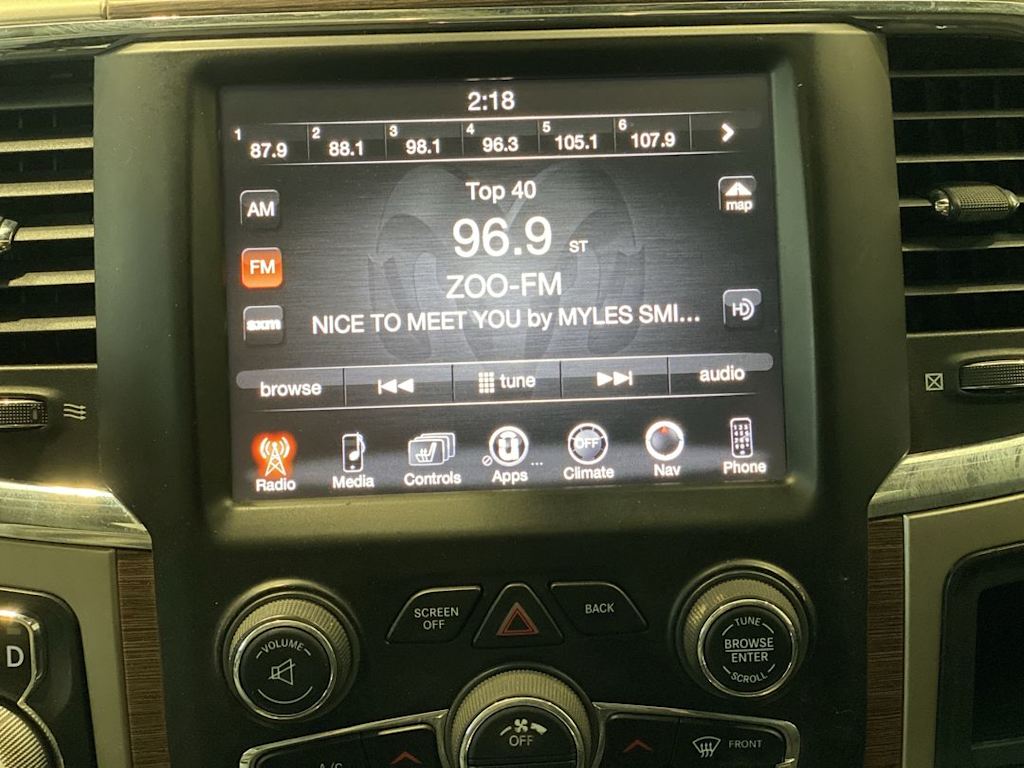 2:18
1 87.9 2 88.1 3 98.1 4 96.3 5 105.1 6 107.9
AM
Top 40
map
96.9 ST
FM
ZOO-FM
sxm
NICE TO MEET YOU by MYLES SMI...
HD
browse tune audio
OFF
Radio Media Controls Apps ... Climate Nav Phone
SCREEN OFF
BACK
VOLUME
TUNE
BROWSE
ENTER
SCROLL
D
A/C
OFF
FRONT